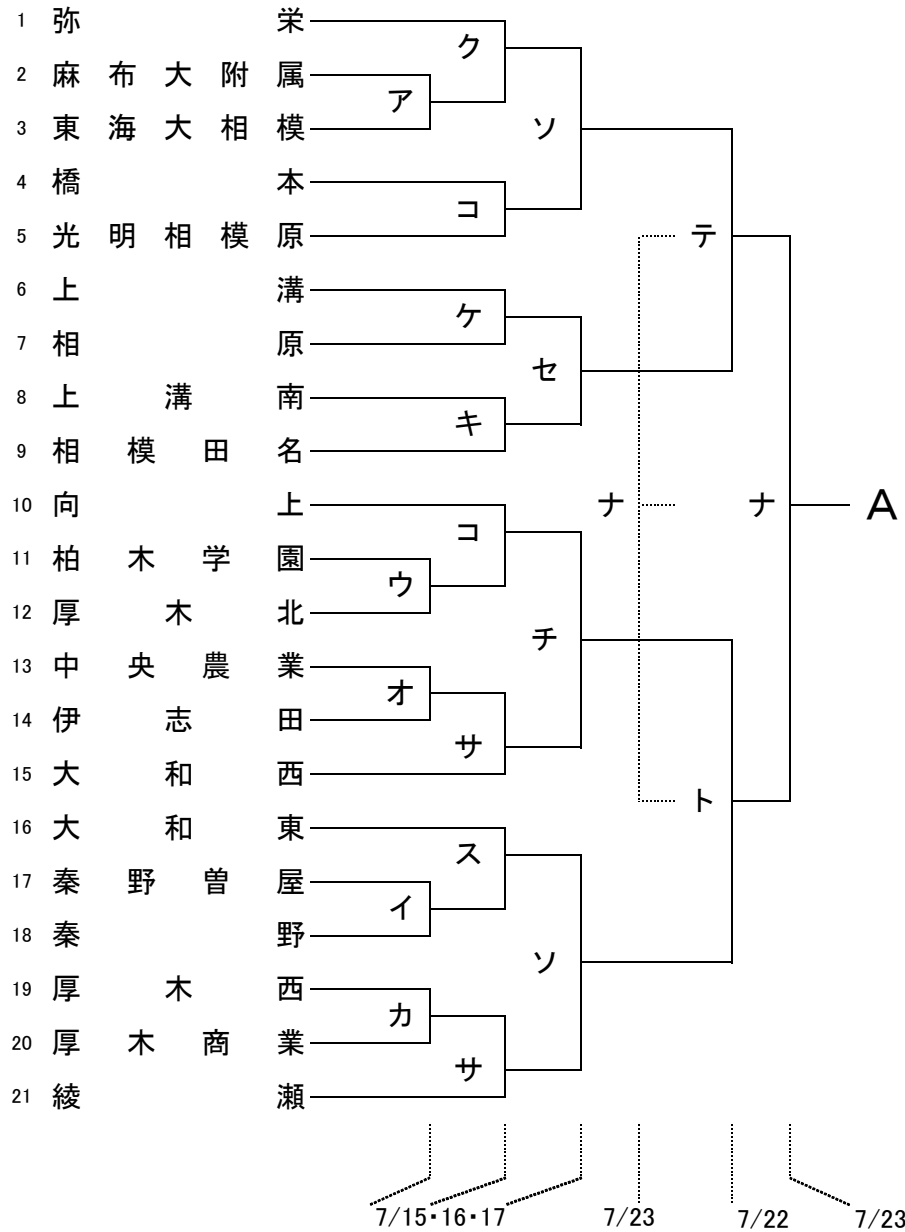 1 弥栄
ク
2 麻布大附属
ア
3 東海大相模
ソ
4 橋本
コ
5 光明相模原
テ
6 上溝
ケ
7 相原
セ
8 上溝南
キ
9 相模田名
10 向上
コ
ナ ナ A
11 柏木学園
ウ
12 厚木北
チ
13 中央農業
オ
14 伊志田
サ
15 大和西
ト
16 大和東
ス
17 秦野曽屋
イ
18 秦野
ソ
19 厚木西
カ
20 厚木商業
サ
21 綾瀬
7/15・16・17 7/23 7/22 7/23